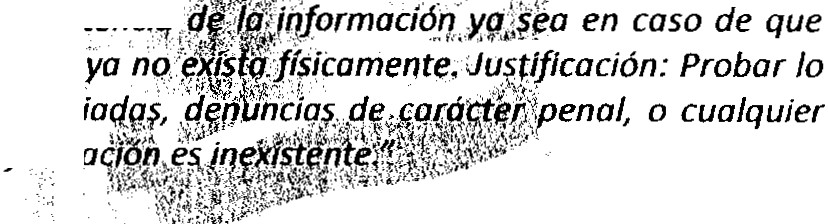 de la información ya sea en caso de que
ya no exista físicamente. Justificación: Probar lo
iadas, denuncias de carácter penal, o cualquier
ación es inexistente."